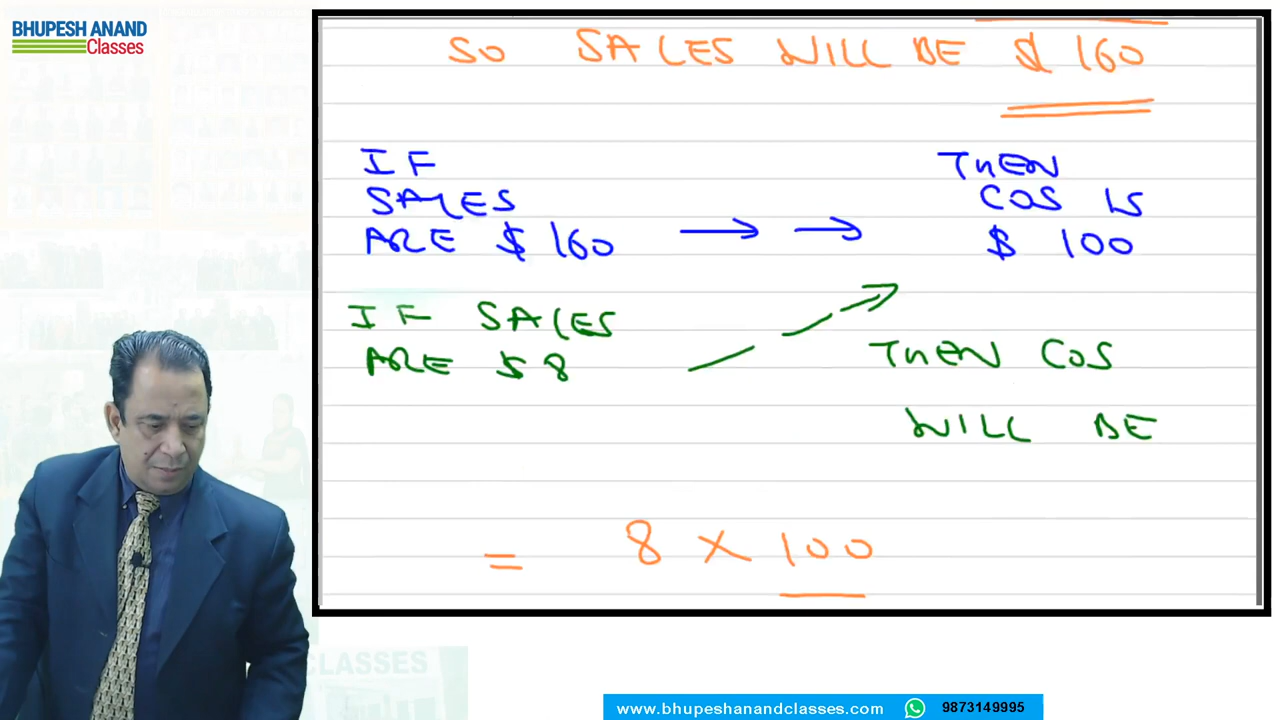 BHUPESH ANAND
Classes
SO SALES WILL BE $ 160
IF
SALES
ARE $ 160
THEN
COS IS
$ 100
IF SALES
ARE $ 8
THEN COS
WILL BE
= 8 × 100
CLASSES
www.bhupeshanandclasses.com
9873149995